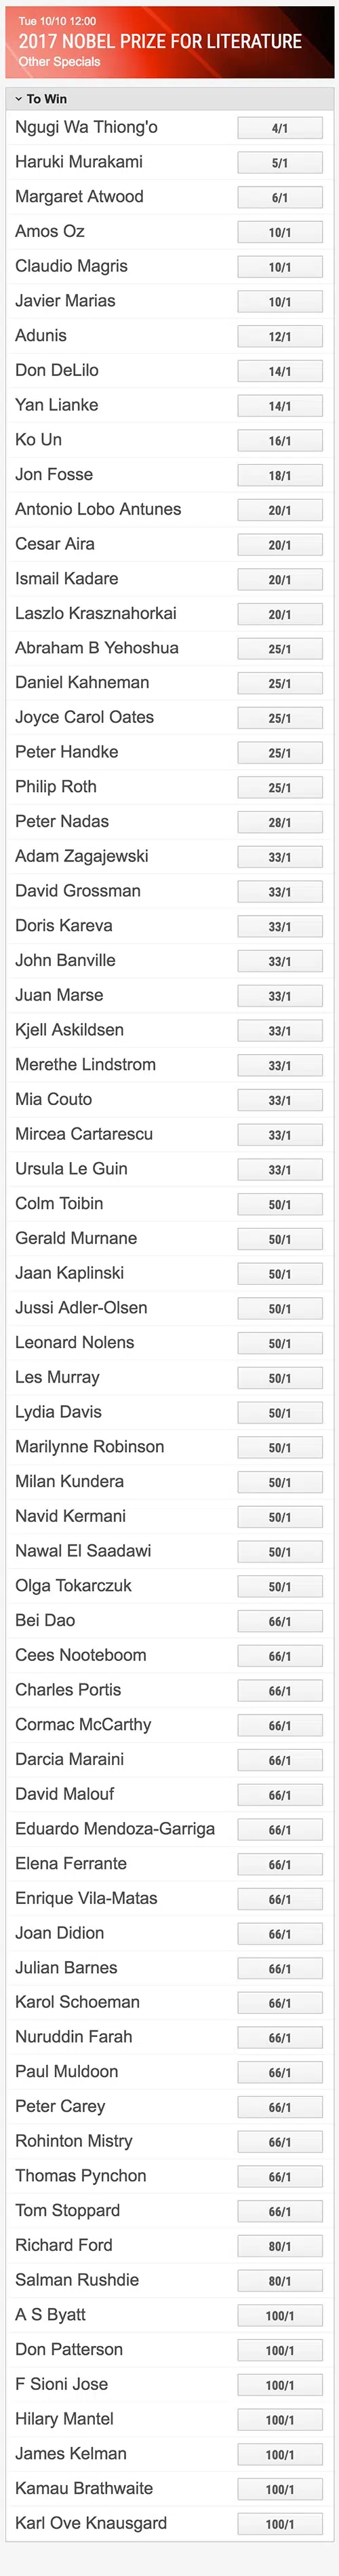 Tue 10/10 12:00
2017 NOBEL PRIZE FOR LITERATURE
Other Specials
To Win
Ngugi Wa Thiong'o 4/1
Haruki Murakami 5/1
Margaret Atwood 6/1
Amos Oz 10/1
Claudio Magris 10/1
Javier Marias 10/1
Adunis 12/1
Don DeLilo 14/1
Yan Lianke 14/1
Ko Un 16/1
Jon Fosse 18/1
Antonio Lobo Antunes 20/1
Cesar Aira 20/1
Ismail Kadare 20/1
Laszlo Krasznahorkai 20/1
Abraham B Yehoshua 25/1
Daniel Kahneman 25/1
Joyce Carol Oates 25/1
Peter Handke 25/1
Philip Roth 25/1
Peter Nadas 28/1
Adam Zagajewski 33/1
David Grossman 33/1
Doris Kareva 33/1
John Banville 33/1
Juan Marse 33/1
Kjell Askildsen 33/1
Merethe Lindstrom 33/1
Mia Couto 33/1
Mircea Cartarescu 33/1
Ursula Le Guin 33/1
Colm Toibin 50/1
Gerald Murnane 50/1
Jaan Kaplinski 50/1
Jussi Adler-Olsen 50/1
Leonard Nolens 50/1
Les Murray 50/1
Lydia Davis 50/1
Marilynne Robinson 50/1
Milan Kundera 50/1
Navid Kermani 50/1
Nawal El Saadawi 50/1
Olga Tokarczuk 50/1
Bei Dao 66/1
Cees Nooteboom 66/1
Charles Portis 66/1
Cormac McCarthy 66/1
Darcia Maraini 66/1
David Malouf 66/1
Eduardo Mendoza-Garriga 66/1
Elena Ferrante 66/1
Enrique Vila-Matas 66/1
Joan Didion 66/1
Julian Barnes 66/1
Karol Schoeman 66/1
Nuruddin Farah 66/1
Paul Muldoon 66/1
Peter Carey 66/1
Rohinton Mistry 66/1
Thomas Pynchon 66/1
Tom Stoppard 66/1
Richard Ford 80/1
Salman Rushdie 80/1
A S Byatt 100/1
Don Patterson 100/1
F Sioni Jose 100/1
Hilary Mantel 100/1
James Kelman 100/1
Kamau Brathwaite 100/1
Karl Ove Knausgard 100/1